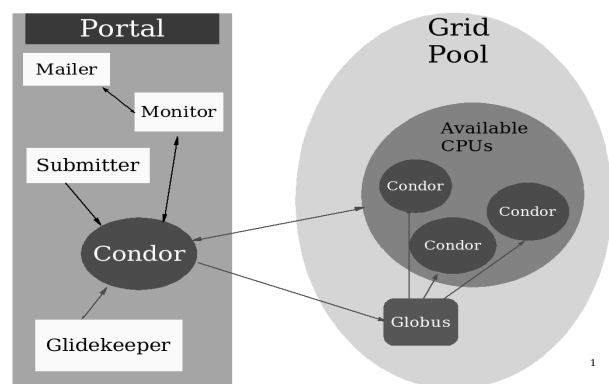 Portal
Mailer
Monitor
Submitter
Condor
Glidekeeper
Grid
Pool
Available
CPUs
Condor
Condor
Condor
Globus
1